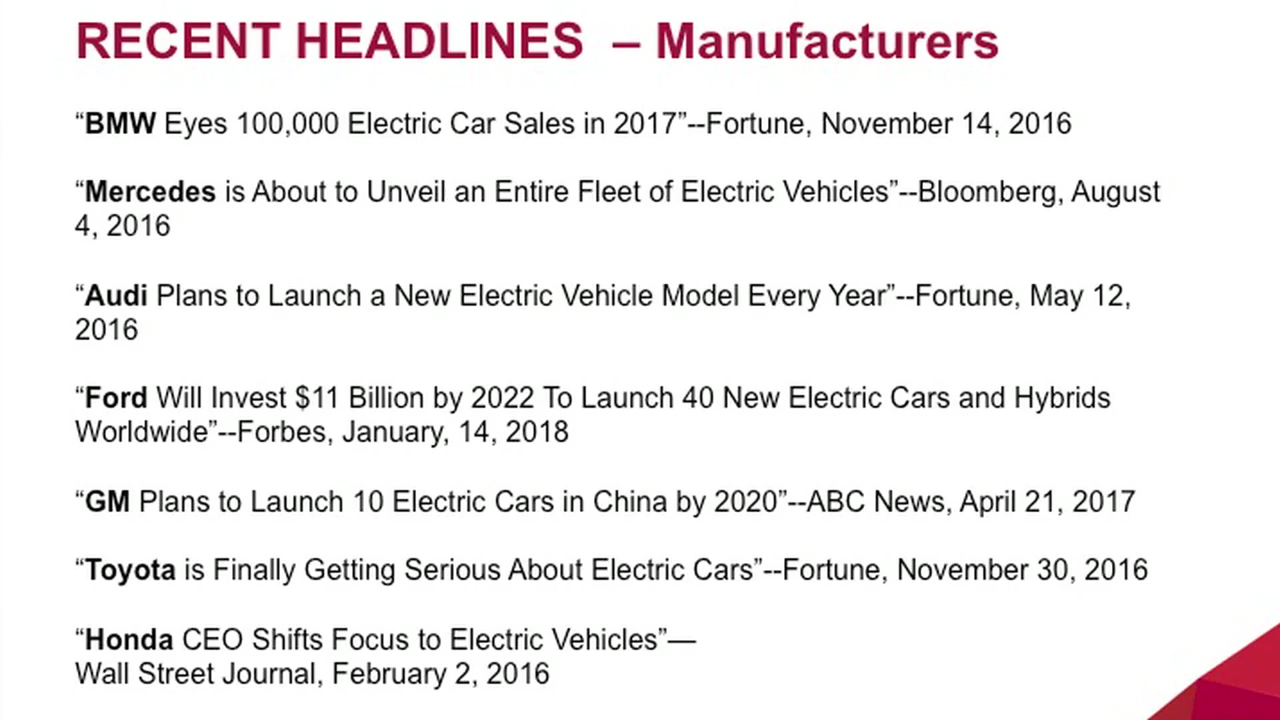 RECENT HEADLINES – Manufacturers
“BMW Eyes 100,000 Electric Car Sales in 2017”--Fortune, November 14, 2016
“Mercedes is About to Unveil an Entire Fleet of Electric Vehicles”--Bloomberg, August
4, 2016
“Audi Plans to Launch a New Electric Vehicle Model Every Year”--Fortune, May 12,
2016
“Ford Will Invest $11 Billion by 2022 To Launch 40 New Electric Cars and Hybrids
Worldwide”--Forbes, January, 14, 2018
“GM Plans to Launch 10 Electric Cars in China by 2020”--ABC News, April 21, 2017
“Toyota is Finally Getting Serious About Electric Cars”--Fortune, November 30, 2016
“Honda CEO Shifts Focus to Electric Vehicles”—
Wall Street Journal, February 2, 2016